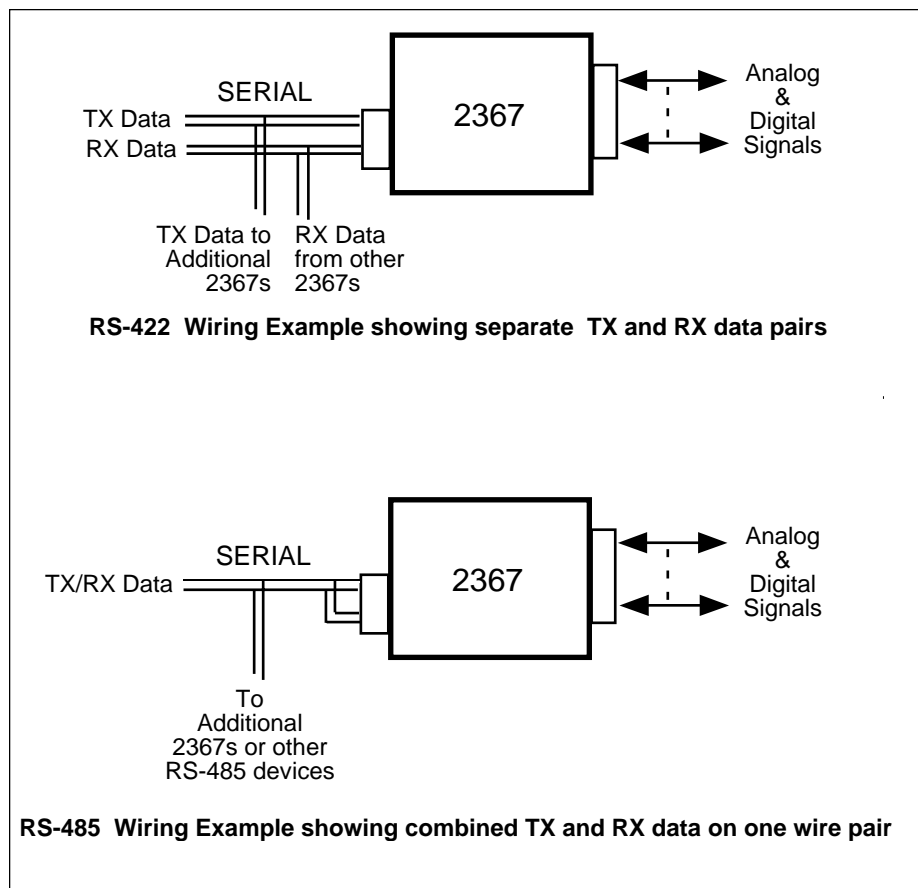 SERIAL
TX Data
RX Data
2367
Analog
&
Digital
Signals
TX Data to
Additional
2367s
RX Data
from other
2367s
RS-422 Wiring Example showing separate TX and RX data pairs
SERIAL
TX/RX Data
2367
Analog
&
Digital
Signals
To
Additional
2367s or other
RS-485 devices
RS-485 Wiring Example showing combined TX and RX data on one wire pair